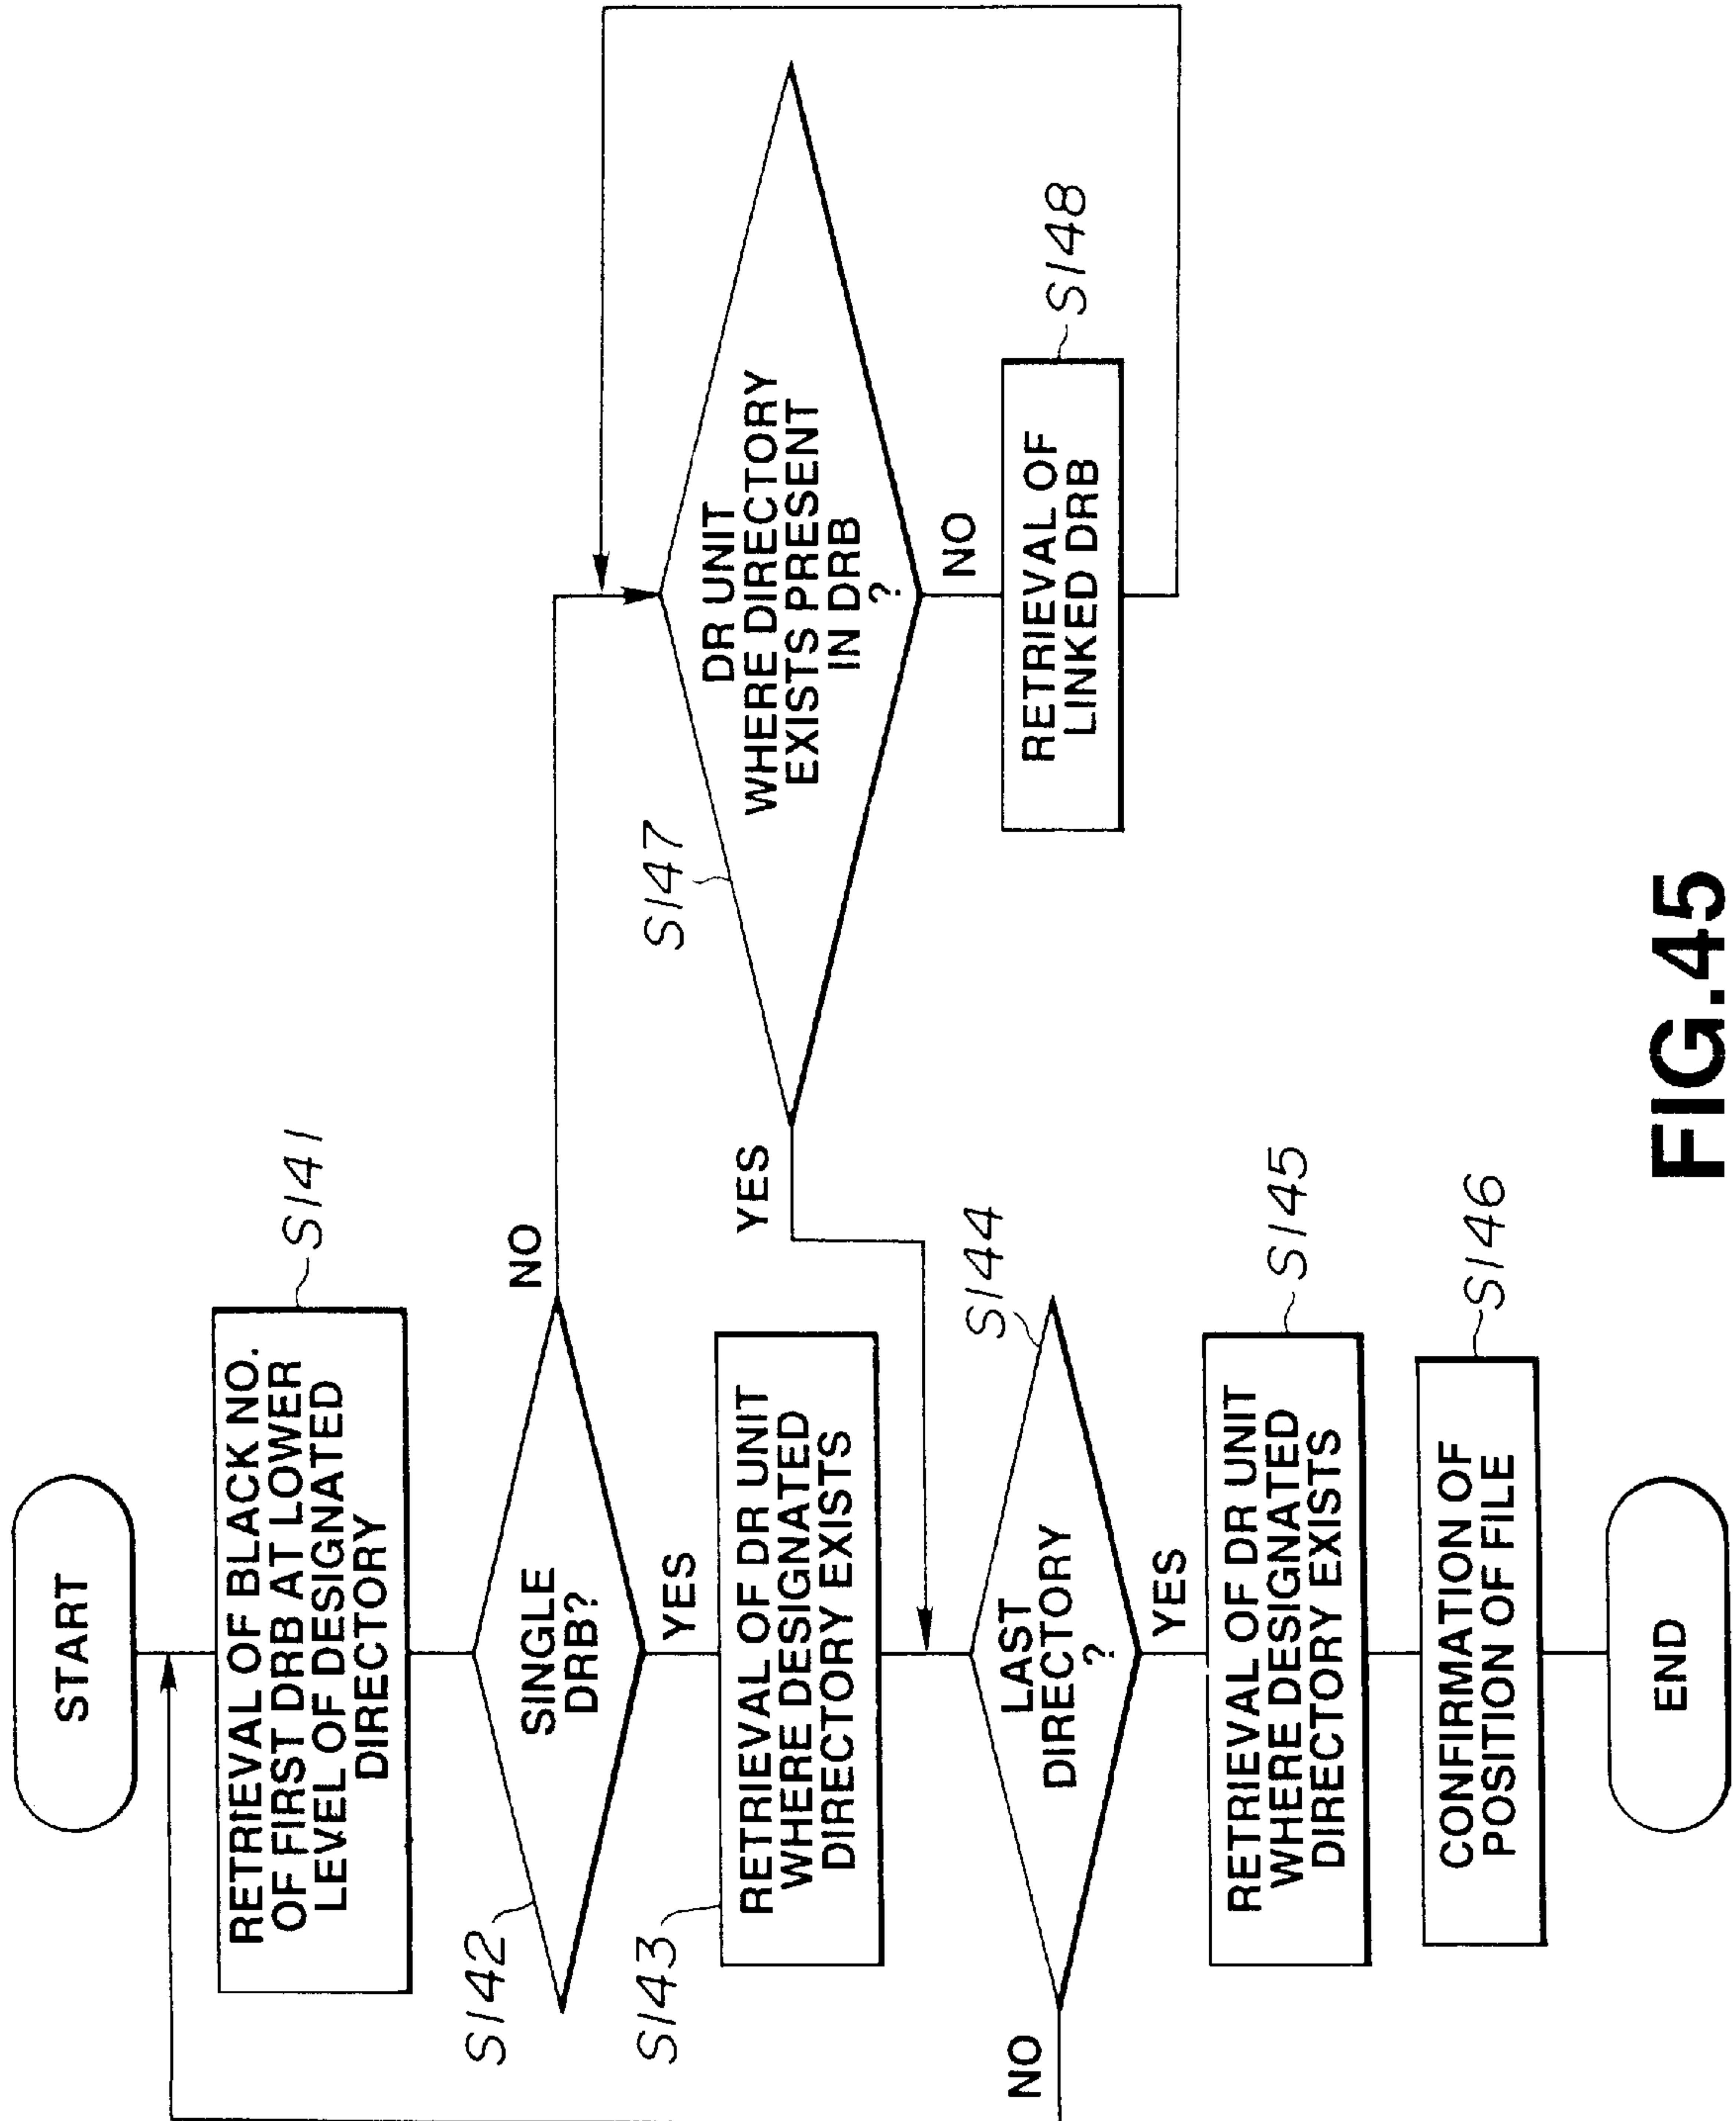 START
RETRIEVAL OF BLACK NO.
OF FIRST DRB AT LOWER
LEVEL OF DESIGNATED
DIRECTORY
S141
SINGLE
DRB?
S142
NO
YES
RETRIEVAL OF DR UNIT
WHERE DESIGNATED
DIRECTORY EXISTS
S143
LAST
DIRECTORY
?
S144
NO
YES
RETRIEVAL OF DR UNIT
WHERE DESIGNATED
DIRECTORY EXISTS
S145
CONFIRMATION OF
POSITION OF FILE
S146
END
DR UNIT
WHERE DIRECTORY
EXISTS PRESENT
IN DRB
?
S147
YES
NO
RETRIEVAL OF
LINKED DRB
S148
FIG.45